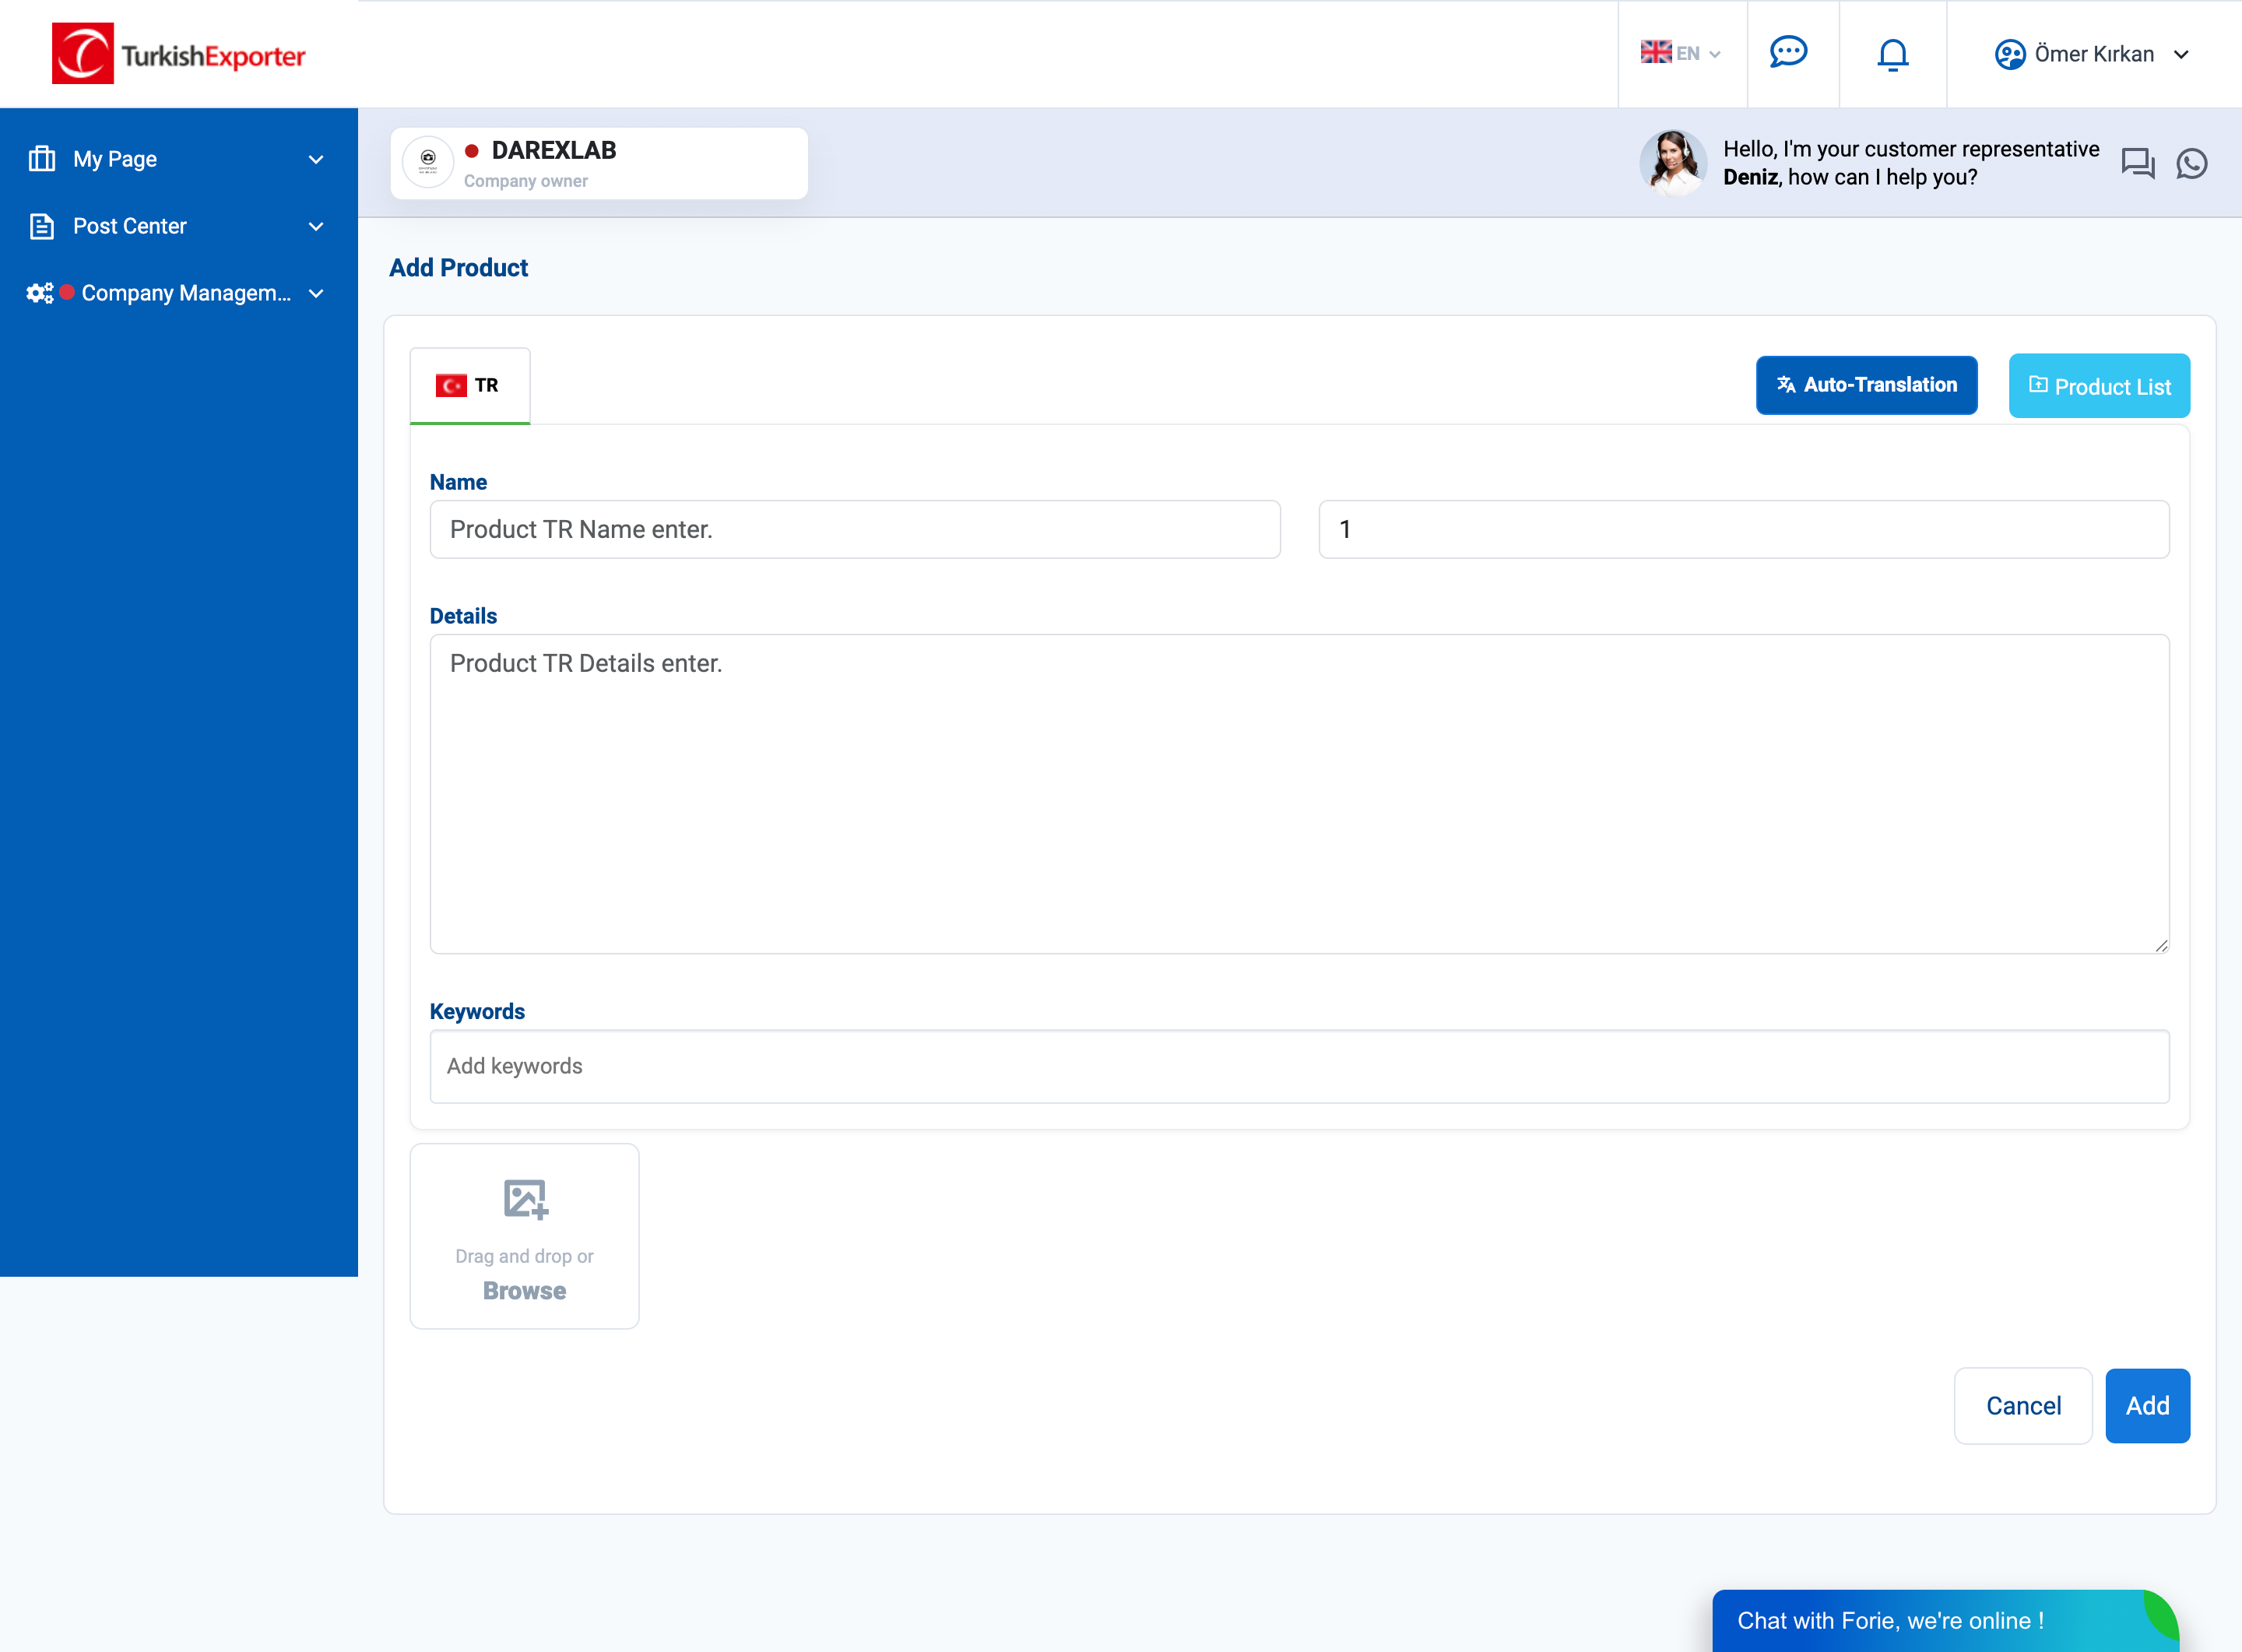 TurkishExporter
EN
Ömer Kırkan
My Page
Post Center
Company Managem...
DAREXLAB
Company owner
Hello, I'm your customer representative
Deniz, how can I help you?
Add Product
TR
Auto-Translation
Product List
Name
Product TR Name enter.
1
Details
Product TR Details enter.
Keywords
Add keywords
Drag and drop or
Browse
Cancel
Add
Chat with Forie, we're online !